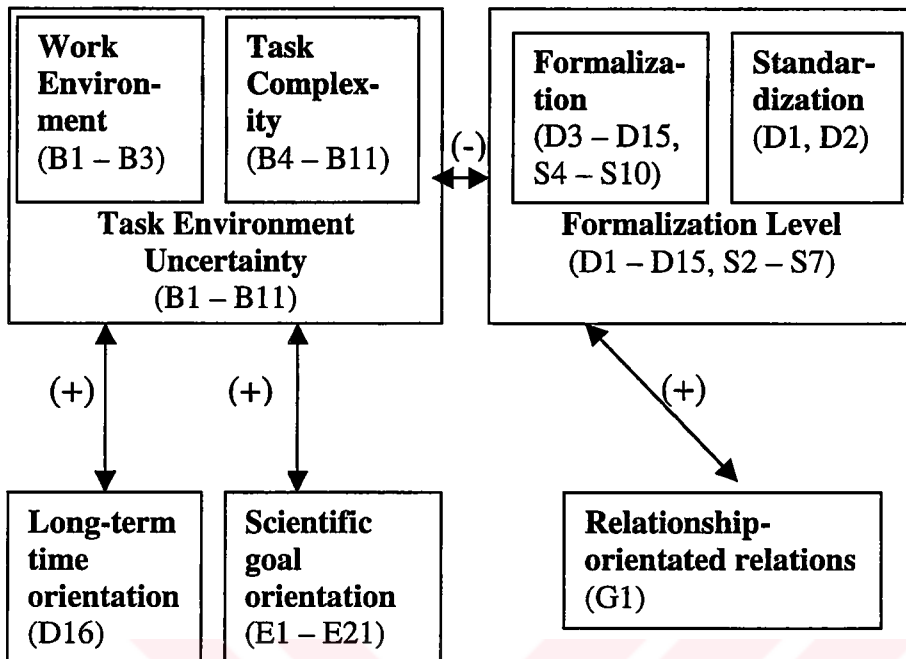 Work
Environ-
ment
(B1 – B3)
Task
Complex-
ity
(B4 – B11)
Task Environment
Uncertainty
(B1 – B11)
(-)
Formaliza-
tion
(D3 – D15,
S4 – S10)
Standar-
dization
(D1, D2)
Formalization Level
(D1 – D15, S2 – S7)
(+)
(+)
(+)
Long-term
time
orientation
(D16)
Scientific
goal
orientation
(E1 – E21)
Relationship-
orientated relations
(G1)